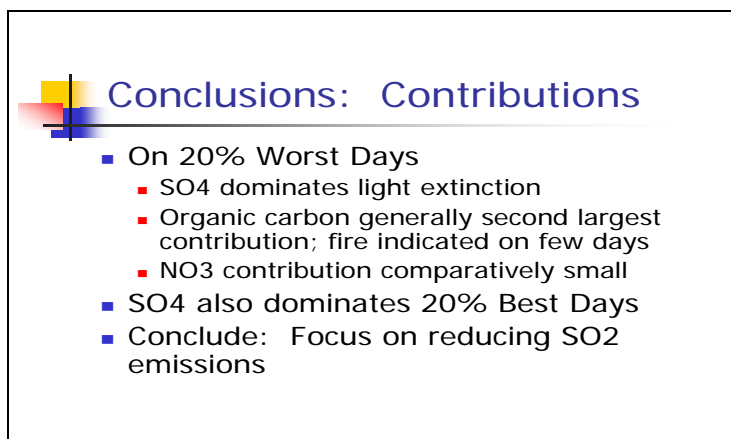 Conclusions: Contributions
On 20% Worst Days
SO4 dominates light extinction
Organic carbon generally second largest
contribution; fire indicated on few days
NO3 contribution comparatively small
SO4 also dominates 20% Best Days
Conclude: Focus on reducing SO2
emissions